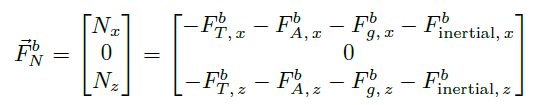 $\vec{F}_N^b = \begin{bmatrix} N_x \\ 0 \\ N_z \end{bmatrix} = \begin{bmatrix} -F_{T,x}^b - F_{A,x}^b - F_{g,x}^b - F_{\text{inertial},x}^b \\ 0 \\ -F_{T,z}^b - F_{A,z}^b - F_{g,z}^b - F_{\text{inertial},z}^b \end{bmatrix}$